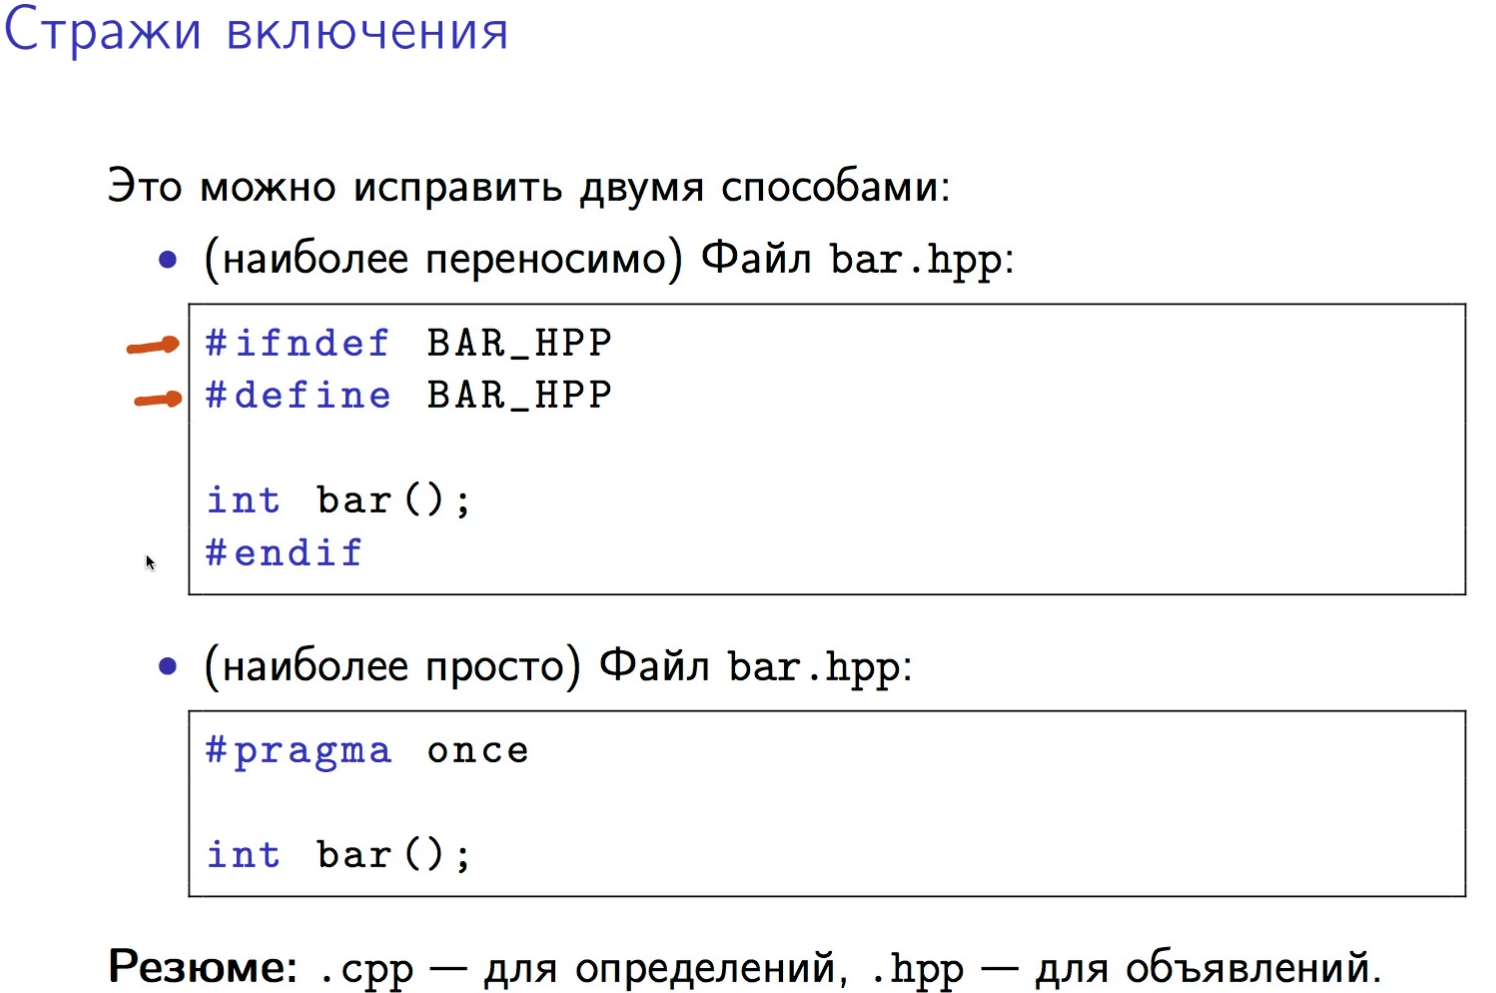 Стражи включения
Это можно исправить двумя способами:
• (наиболее переносимо) Файл bar.hpp:
#ifndef BAR_HPP
#define BAR_HPP
int bar();
#endif
• (наиболее просто) Файл bar.hpp:
#pragma once
int bar();
Резюме: .cpp — для определений, .hpp — для объявлений.